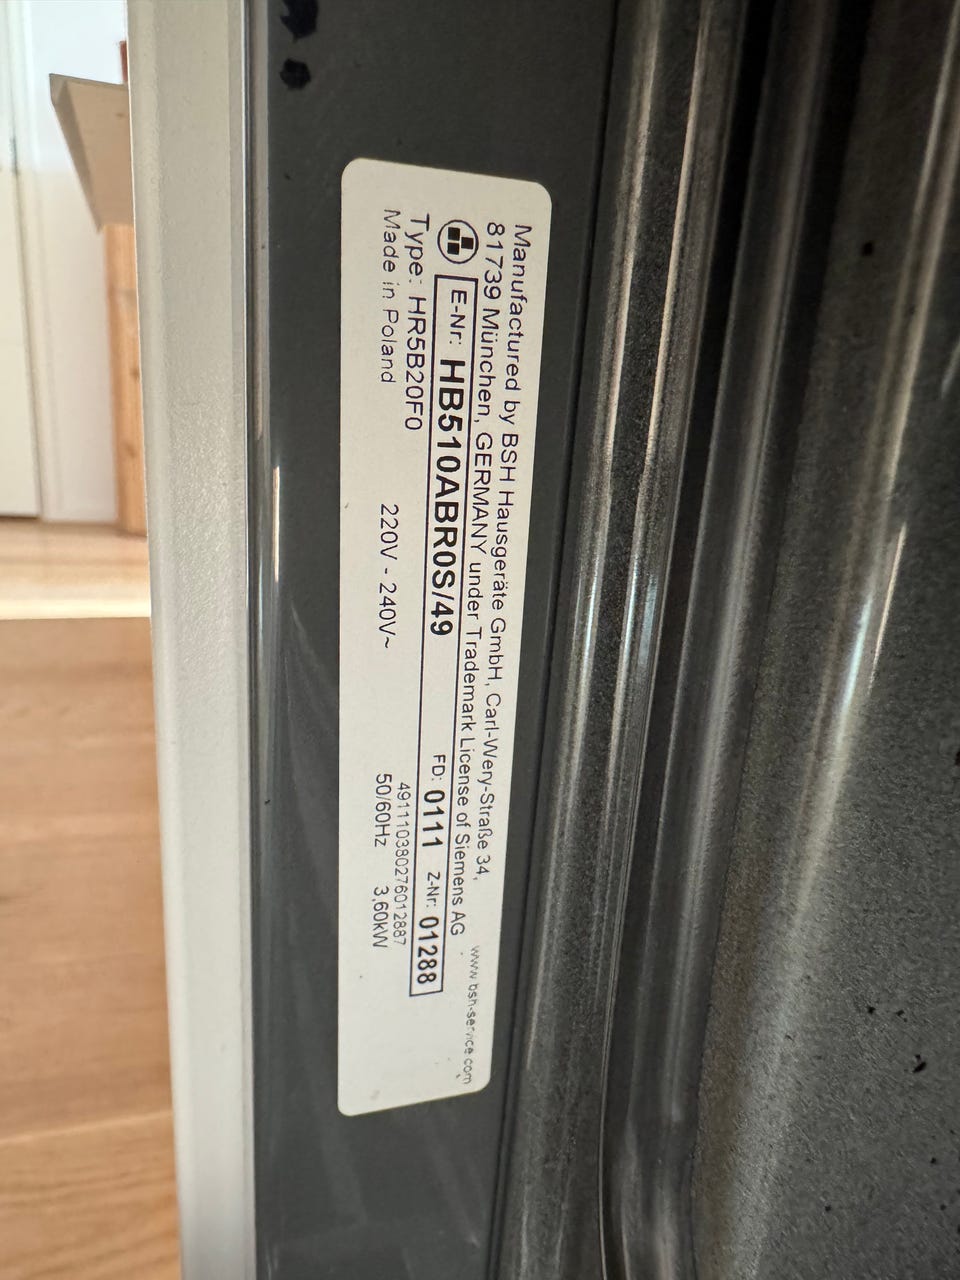 Manufactured by BSH Hausgeräte GmbH, Carl-Wery-Straße 34,
81739 München, GERMANY under Trademark License of Siemens AG
www.bsh-service.com
E-Nr: HB510ABR0S/49 FD: 0111 Z-Nr: 01288
Type: HR5B20F0 491110380276012887
Made in Poland 220V - 240V~ 50/60Hz 3,60kW